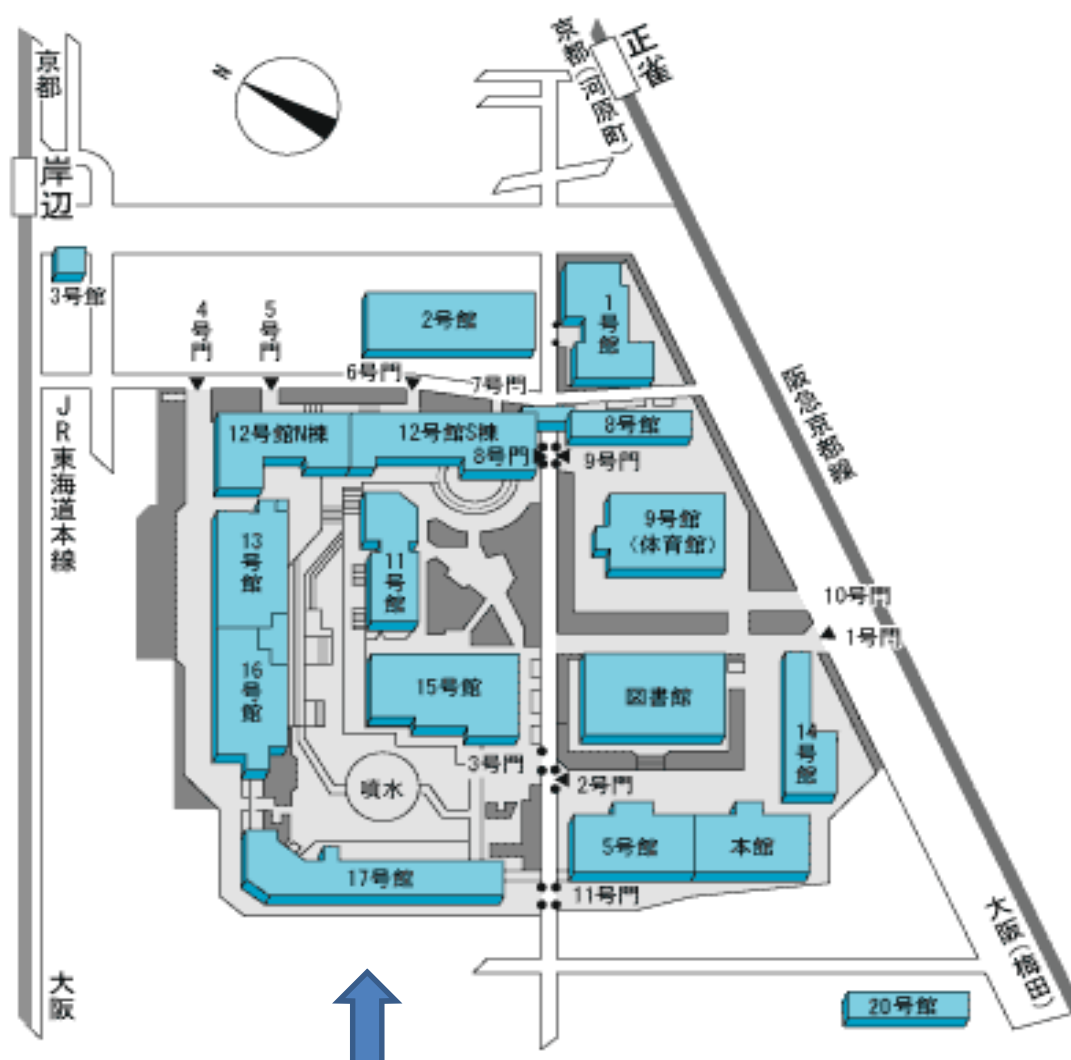 京都
岸辺
N
京都(河原町)
正雀
3号館
4号門
5号門
2号館
1号館
6号門
7号門
阪急京都線
JR東海道本線
12号館N棟
12号館S棟
8号館
8号門
9号門
13号館
11号館
9号館
(体育館)
10号門
1号門
16号館
15号館
図書館
14号館
3号門
2号門
噴水
5号館
本館
17号館
11号門
大阪(梅田)
大阪
20号館